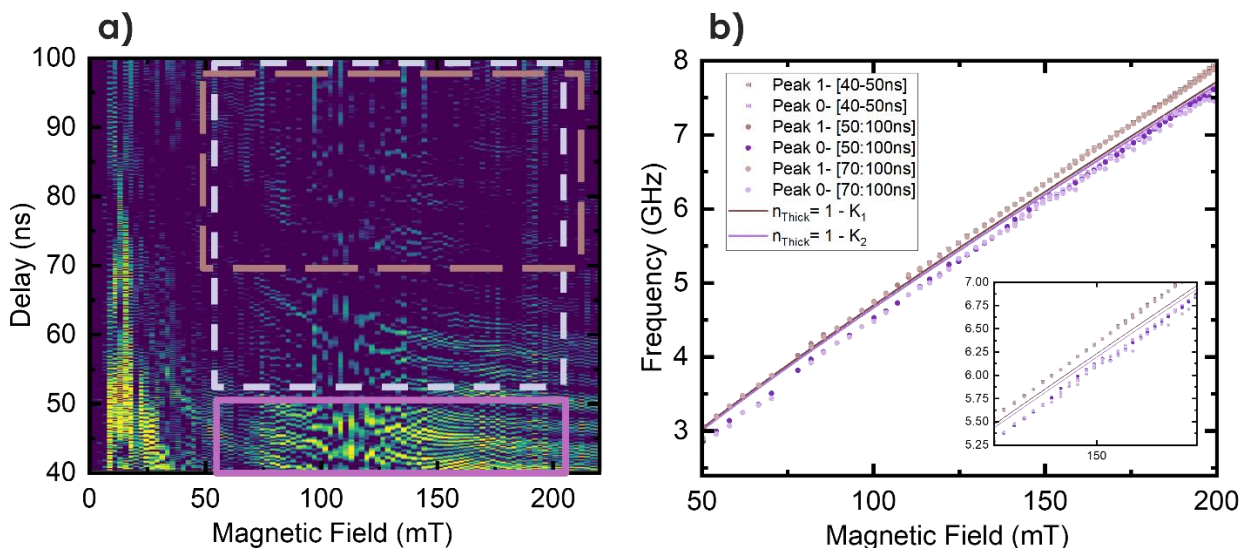 a)
100
90
80
70
60
50
40
Delay (ns)
0
50
100
150
200
Magnetic Field (mT)
b)
8
7
6
5
4
3
Frequency (GHz)
Peak 1- [40-50ns]
Peak 0- [40-50ns]
Peak 1- [50:100ns]
Peak 0- [50:100ns]
Peak 1- [70:100ns]
Peak 0- [70:100ns]
nThick= 1 - K1
nThick= 1 - K2
7.00
6.75
6.50
6.25
6.00
5.75
5.50
5.25
150
50
100
150
200
Magnetic Field (mT)